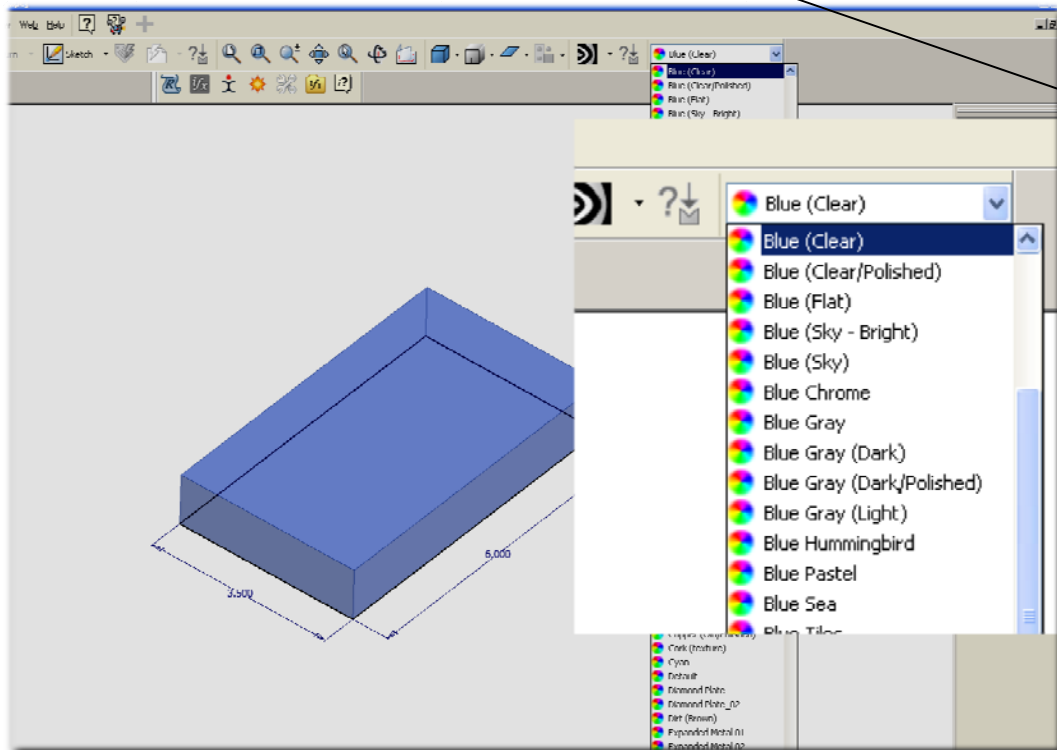 Web Help
Sketch
Blue (Clear)
Blue (Clear)
Blue (Clear/Polished)
Blue (Flat)
Blue (Sky - Bright)
Blue (Clear)
Blue (Clear)
Blue (Clear/Polished)
Blue (Flat)
Blue (Sky - Bright)
Blue (Sky)
Blue Chrome
Blue Gray
Blue Gray (Dark)
Blue Gray (Dark/Polished)
Blue Gray (Light)
Blue Hummingbird
Blue Pastel
Blue Sea
Blue Tiles
6,000
3,500
Cork (texture)
Cyan
Default
Diamond Plate
Diamond Plate_02
Dirt (Brown)
Expanded Metal 01
Expanded Metal 02